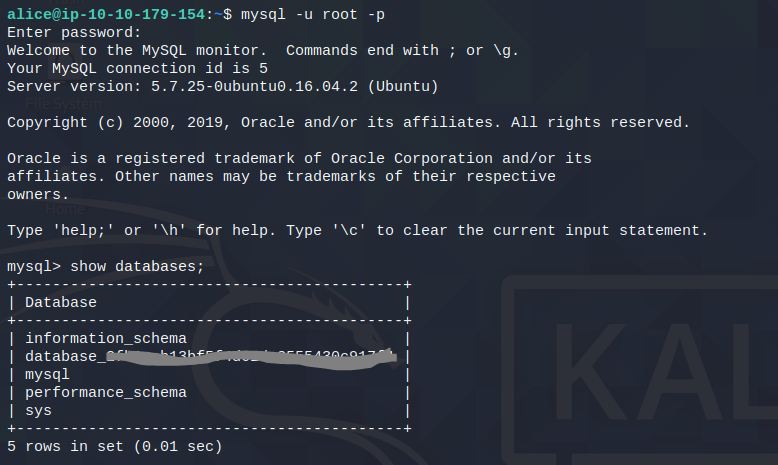 alice@ip-10-10-179-154:~$ mysql -u root -p
Enter password:
Welcome to the MySQL monitor.  Commands end with ; or \g.
Your MySQL connection id is 5
Server version: 5.7.25-0ubuntu0.16.04.2 (Ubuntu)
File System
Copyright (c) 2000, 2019, Oracle and/or its affiliates. All rights reserved.
Oracle is a registered trademark of Oracle Corporation and/or its
affiliates. Other names may be trademarks of their respective
owners.
Home
Type 'help;' or '\h' for help. Type '\c' to clear the current input statement.
mysql> show databases;
+-------------------------------------------+
| Database                                  |
+-------------------------------------------+
| information_schema                        |
| database_ |
| mysql                                     |
| performance_schema                        |
| sys                                       |
+-------------------------------------------+
5 rows in set (0.01 sec)
KAL